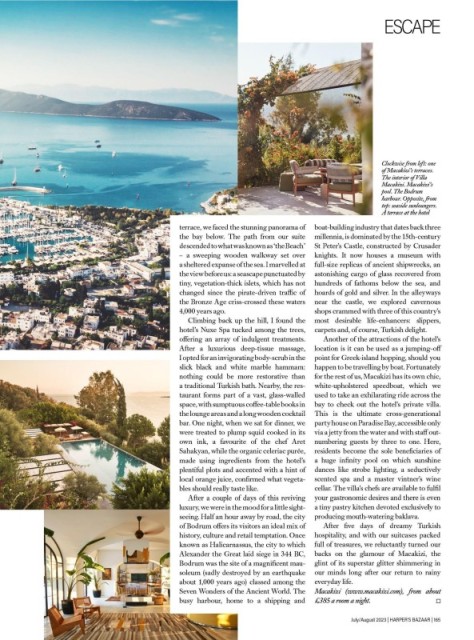 ESCAPE
Clockwise from left: one
of Macakizi's terraces.
The interior of Villa
Macakizi. Macakizi's
pool. The Bodrum
harbour. Opposite, from
top: seaside sunloungers.
A terrace at the hotel
terrace, we faced the stunning panorama of
the bay below. The path from our suite
descended to what was known as 'the Beach'
– a sweeping wooden walkway set over
a sheltered expanse of the sea. I marvelled at
the view before us: a seascape punctuated by
tiny, vegetation-thick islets, which has not
changed since the pirate-driven traffic of
the Bronze Age criss-crossed these waters
4,000 years ago.
Climbing back up the hill, I found the
hotel's Nuxe Spa tucked among the trees,
offering an array of indulgent treatments.
After a luxurious deep-tissue massage,
I opted for an invigorating body-scrub in the
slick black and white marble hammam:
nothing could be more restorative than
a traditional Turkish bath. Nearby, the res-
taurant forms part of a vast, glass-walled
space, with sumptuous coffee-table books in
the lounge areas and a long wooden cocktail
bar. One night, when we sat for dinner, we
were treated to plump squid cooked in its
own ink, a favourite of the chef Aret
Sahakyan, while the organic celeriac purée,
made using ingredients from the hotel's
plentiful plots and accented with a hint of
local orange juice, confirmed what vegeta-
bles should really taste like.
After a couple of days of this reviving
luxury, we were in the mood for a little sight-
seeing. Half an hour away by road, the city
of Bodrum offers its visitors an ideal mix of
history, culture and retail temptation. Once
known as Halicarnassus, the city to which
Alexander the Great laid siege in 344 BC,
Bodrum was the site of a magnificent mau-
soleum (sadly destroyed by an earthquake
about 1,000 years ago) classed among the
Seven Wonders of the Ancient World. The
busy harbour, home to a shipping and
boat-building industry that dates back three
millennia, is dominated by the 15th-century
St Peter's Castle, constructed by Crusader
knights. It now houses a museum with
full-size replicas of ancient shipwrecks, an
astonishing cargo of glass recovered from
hundreds of fathoms below the sea, and
hoards of gold and silver. In the alleyways
near the castle, we explored cavernous
shops crammed with three of this country's
most desirable life-enhancers: slippers,
carpets and, of course, Turkish delight.
Another of the attractions of the hotel's
location is it can be used as a jumping-off
point for Greek-island hopping, should you
happen to be travelling by boat. Fortunately
for the rest of us, Macakizi has its own chic,
white-upholstered speedboat, which we
used to take an exhilarating ride across the
bay to check out the hotel's private villa.
This is the ultimate cross-generational
party house on Paradise Bay, accessible only
via a jetty from the water and with staff out-
numbering guests by three to one. Here,
residents become the sole beneficiaries of
a huge infinity pool on which sunshine
dances like strobe lighting, a seductively
scented spa and a master vintner's wine
cellar. The villa's chefs are available to fulfil
your gastronomic desires and there is even
a tiny pastry kitchen devoted exclusively to
producing mouth-watering baklava.
After five days of dreamy Turkish
hospitality, and with our suitcases packed
full of treasures, we reluctantly turned our
backs on the glamour of Macakizi, the
glint of its superstar glitter shimmering in
our minds long after our return to rainy
everyday life.
Macakizi (www.macakizi.com), from about
£385 a room a night.
July/August 2023 | HARPER'S BAZAAR | 165